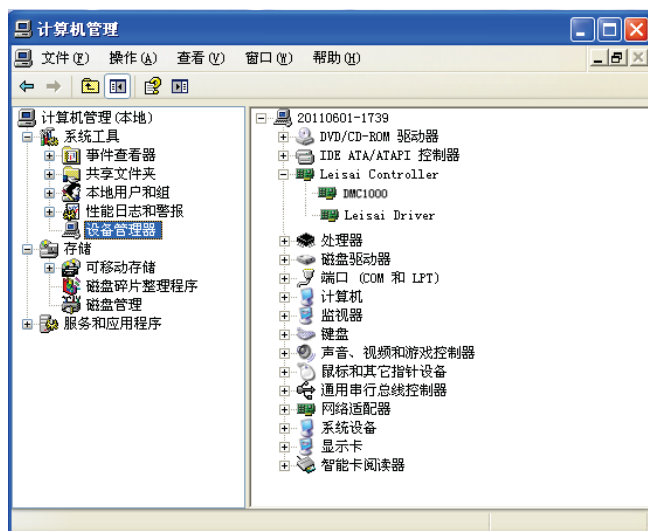 计算机管理
文件(F) 操作(A) 查看(V) 窗口(W) 帮助(H)
计算机管理(本地)
系统工具
事件查看器
共享文件夹
本地用户和组
性能日志和警报
设备管理器
存储
可移动存储
磁盘碎片整理程序
磁盘管理
服务和应用程序
20110601-1739
DVD/CD-ROM 驱动器
IDE ATA/ATAPI 控制器
Leisai Controller
DMC1000
Leisai Driver
处理器
磁盘驱动器
端口 (COM 和 LPT)
计算机
监视器
键盘
声音、视频和游戏控制器
鼠标和其它指针设备
通用串行总线控制器
网络适配器
系统设备
显示卡
智能卡阅读器